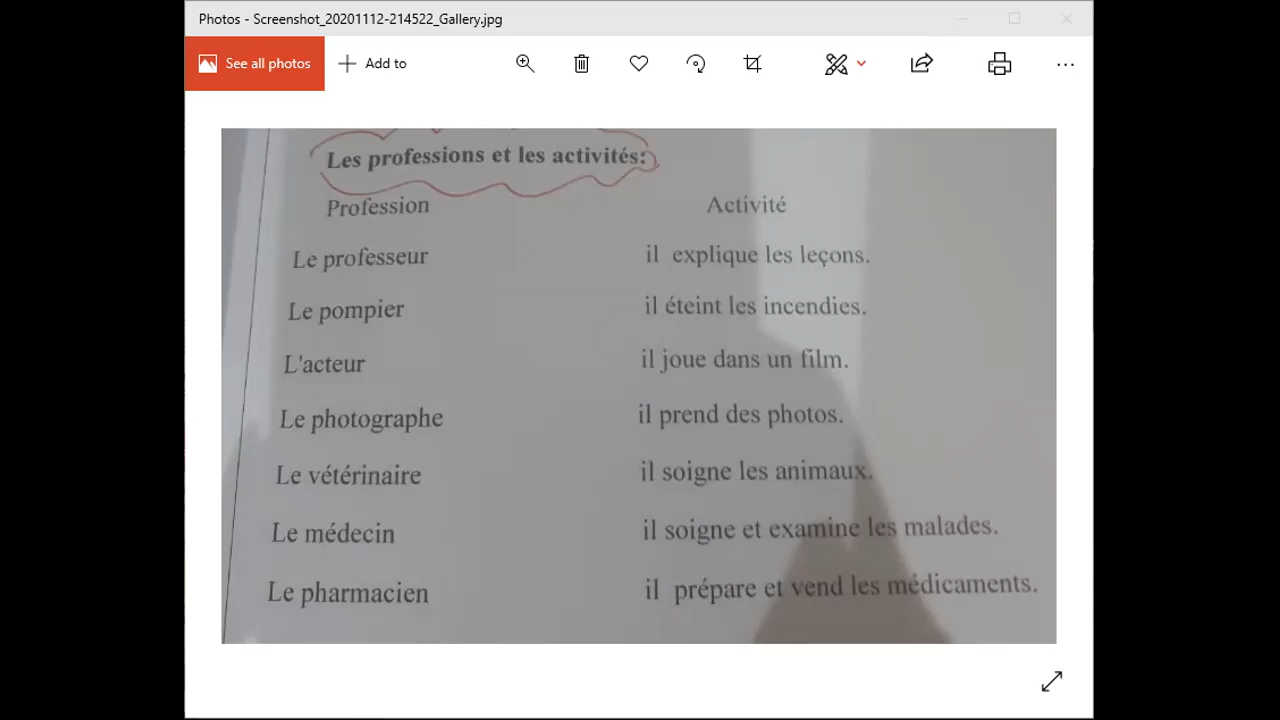 Photos - Screenshot_20201112-214522_Gallery.jpg
See all photos
Add to
Les professions et les activités:
Profession Activité
Le professeur il explique les leçons.
Le pompier il éteint les incendies.
L'acteur il joue dans un film.
Le photographe il prend des photos.
Le vétérinaire il soigne les animaux.
Le médecin il soigne et examine les malades.
Le pharmacien il prépare et vend les médicaments.